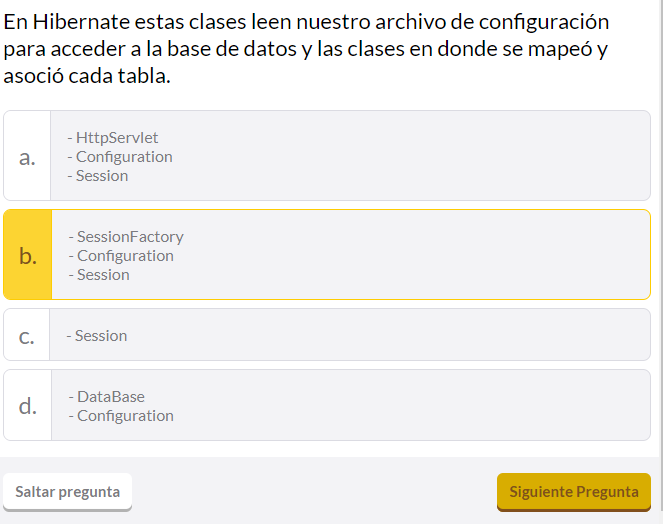 En Hibernate estas clases leen nuestro archivo de configuración
para acceder a la base de datos y las clases en donde se mapeó y
asoció cada tabla.
a.
- HttpServlet
- Configuration
- Session
b.
- SessionFactory
- Configuration
- Session
c.
- Session
d.
- DataBase
- Configuration
Saltar pregunta
Siguiente Pregunta